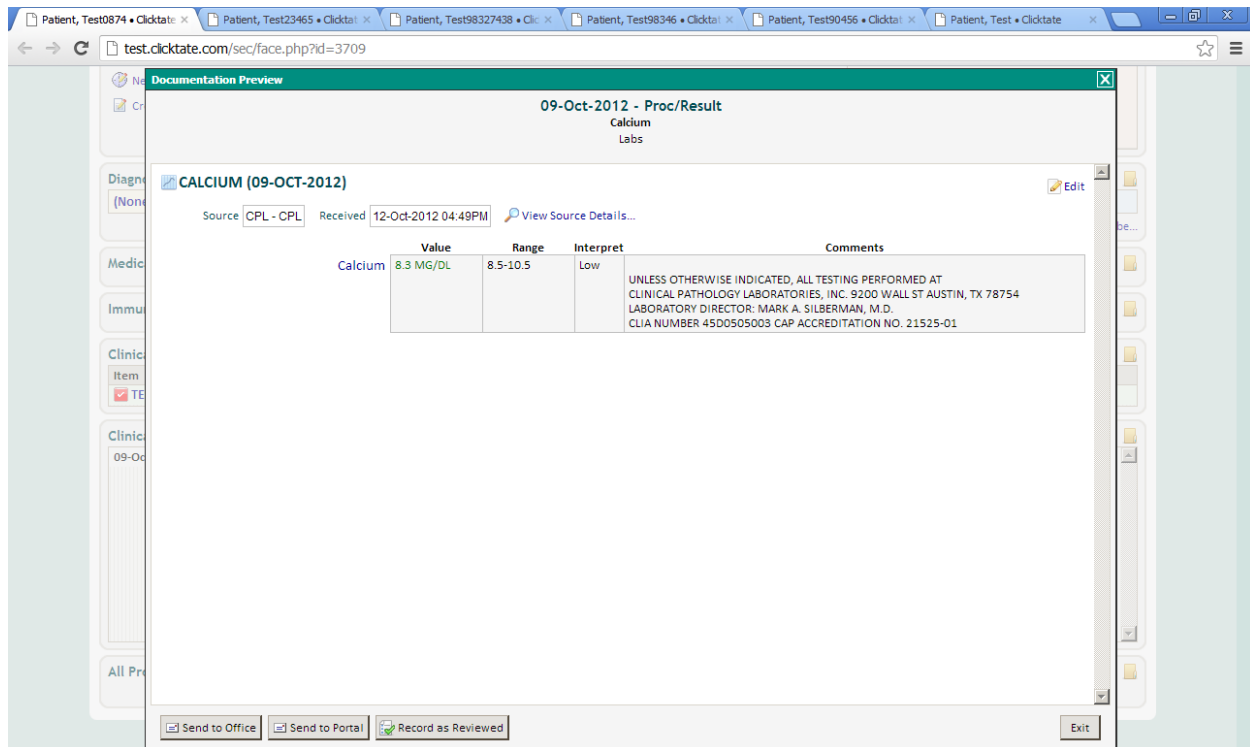 Patient, Test0874 • Clicktate
Patient, Test23465 • Clicktat
Patient, Test98327438 • Clic
Patient, Test98346 • Clicktat
Patient, Test90456 • Clicktat
Patient, Test • Clicktate
test.clicktate.com/sec/face.php?id=3709
Ne
Documentation Preview
Cr
09-Oct-2012 - Proc/Result
Calcium
Labs
Diagn
(None
be...
Medic
Immu
Clinic
Item
TE
Clinic
09-Oc
All Pr
CALCIUM (09-OCT-2012)
Edit
Source CPL - CPL Received 12-Oct-2012 04:49PM View Source Details...
Value Range Interpret Comments
Calcium 8.3 MG/DL 8.5-10.5 Low
UNLESS OTHERWISE INDICATED, ALL TESTING PERFORMED AT
CLINICAL PATHOLOGY LABORATORIES, INC. 9200 WALL ST AUSTIN, TX 78754
LABORATORY DIRECTOR: MARK A. SILBERMAN, M.D.
CLIA NUMBER 45D0505003 CAP ACCREDITATION NO. 21525-01
Send to Office Send to Portal Record as Reviewed Exit